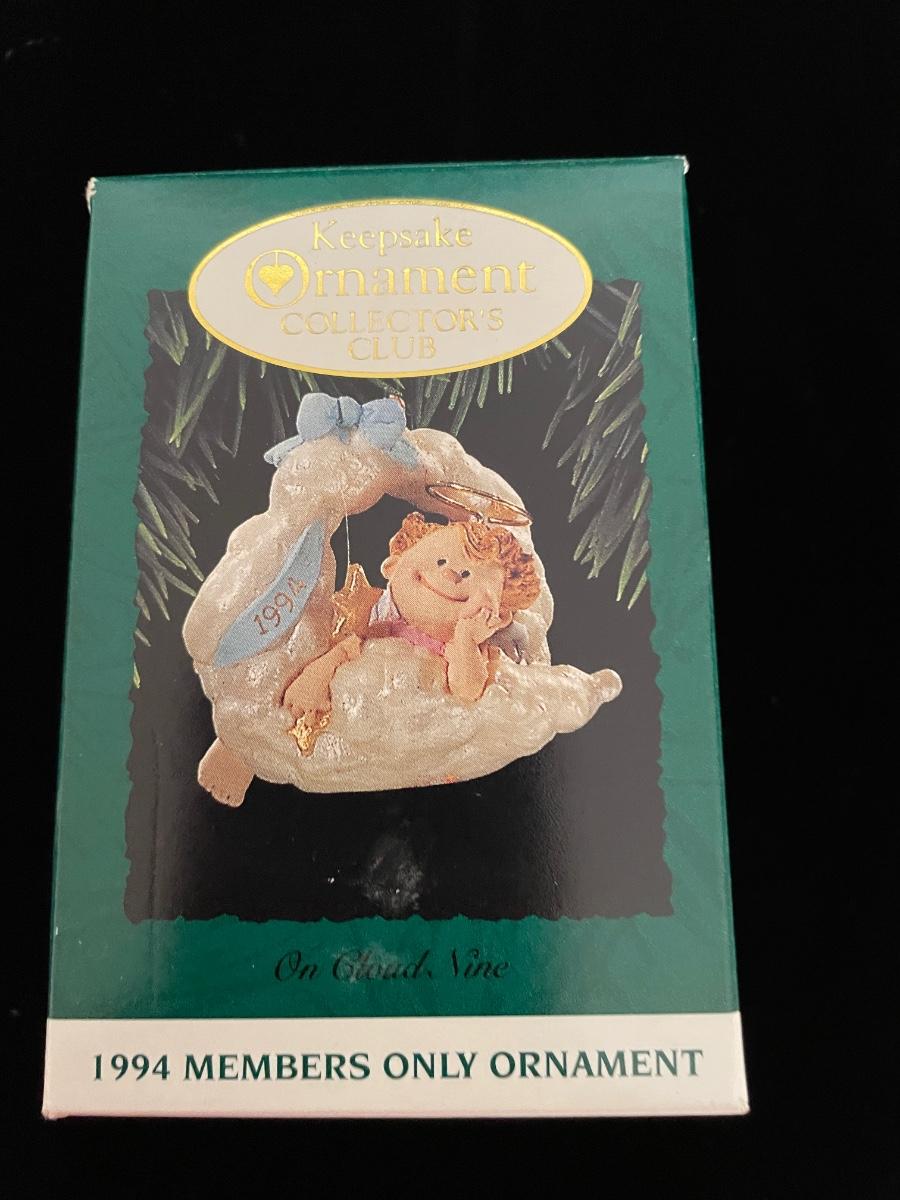 Keepsake
Ornament
COLLECTOR'S
CLUB
1994
On Cloud Nine
1994 MEMBERS ONLY ORNAMENT